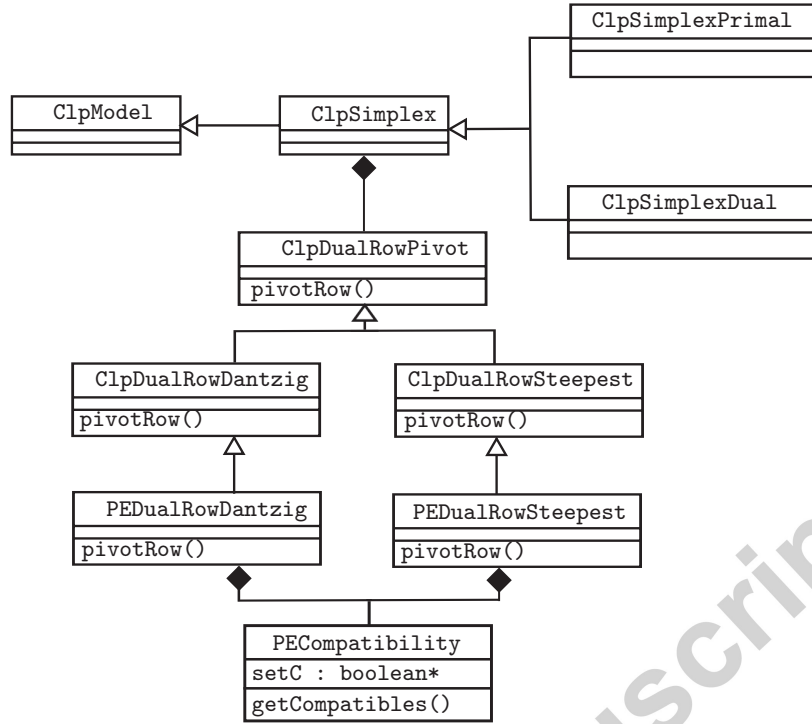 ClpSimplexPrimal
ClpModel
ClpSimplex
ClpSimplexDual
ClpDualRowPivot
pivotRow()
ClpDualRowDantzig
pivotRow()
ClpDualRowSteepest
pivotRow()
PEDualRowDantzig
pivotRow()
PEDualRowSteepest
pivotRow()
PECompatibility
setC : boolean*
getCompatibles()